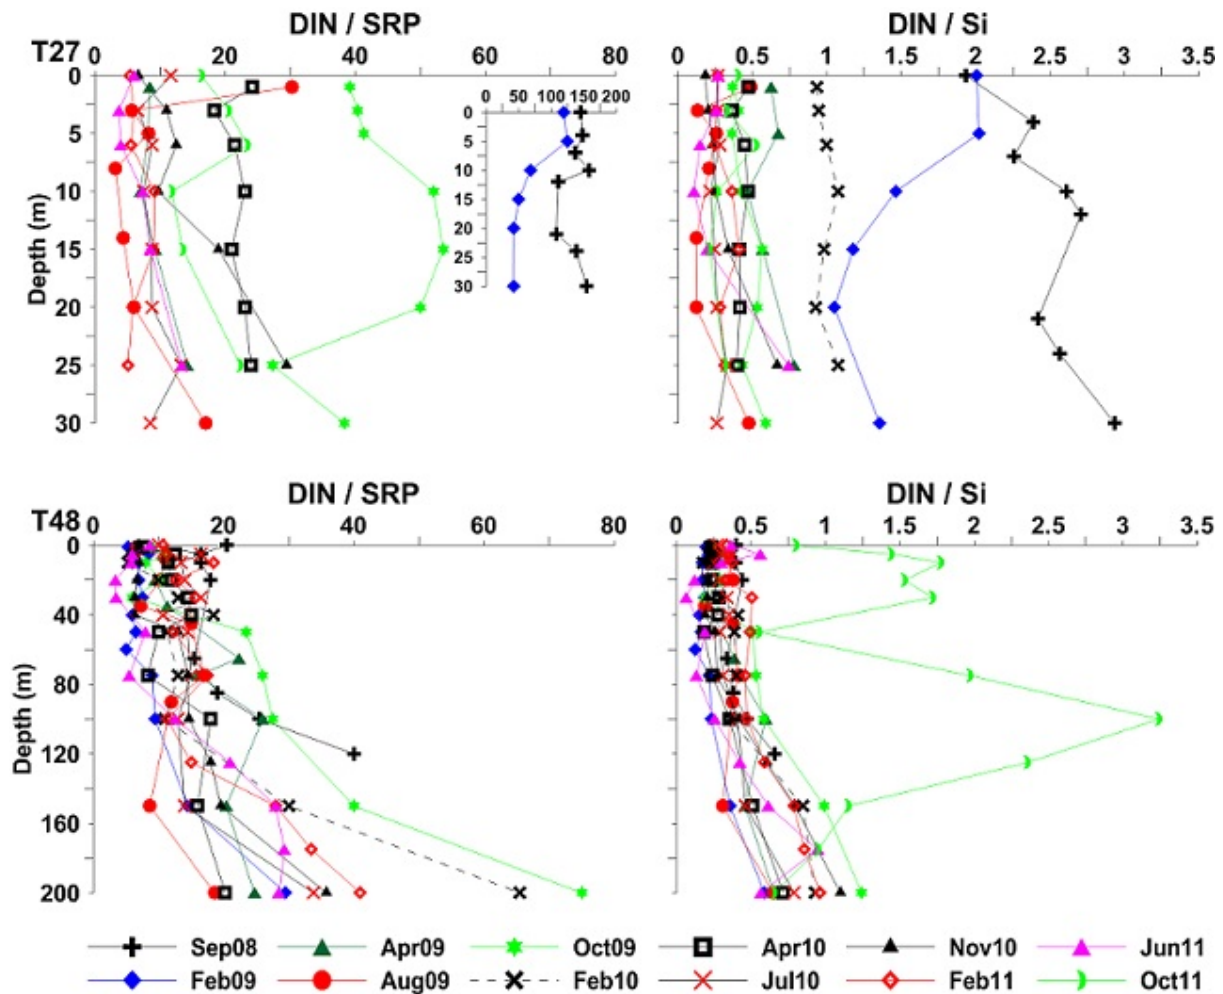 DIN / SRP
DIN / Si
T27
0 20 40 60 80
0 0.5 1 1.5 2 2.5 3 3.5
0 50 100 150 200
0
5
10
15
20
25
30
0
5
10
15
20
25
30
Depth (m)
DIN / SRP
DIN / Si
T48
0 20 40 60 80
0 0.5 1 1.5 2 2.5 3 3.5
0
40
80
120
160
200
Depth (m)
Sep08 Apr09 Oct09 Apr10 Nov10 Jun11
Feb09 Aug09 Feb10 Jul10 Feb11 Oct11